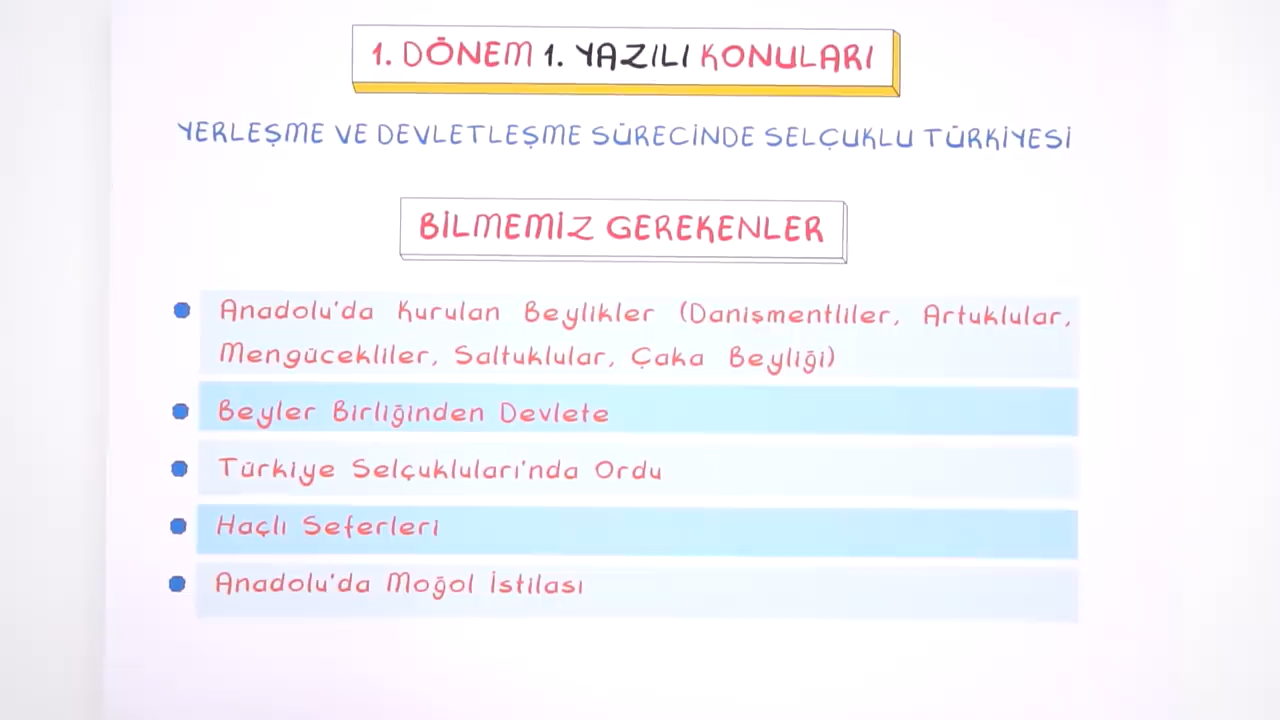 1. DÖNEM 1. YAZILI KONULARI
YERLEŞME VE DEVLETLEŞME SÜRECİNDE SELÇUKLU TÜRKİYESİ
BİLMEMİZ GEREKENLER
Anadolu'da Kurulan Beylikler (Danişmentliler, Artuklular,
Mengücekliler, Saltuklular, Çaka Beyliği)
Beyler Birliğinden Devlete
Türkiye Selçukluları'nda Ordu
Haçlı Seferleri
Anadolu'da Moğol İstilası